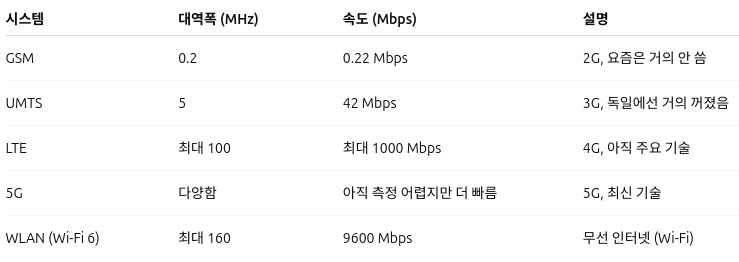 시스템 대역폭 (MHz) 속도 (Mbps) 설명
GSM 0.2 0.22 Mbps 2G, 요즘은 거의 안 씀
UMTS 5 42 Mbps 3G, 독일에선 거의 꺼졌음
LTE 최대 100 최대 1000 Mbps 4G, 아직 주요 기술
5G 다양함 아직 측정 어렵지만 더 빠름 5G, 최신 기술
WLAN (Wi-Fi 6) 최대 160 9600 Mbps 무선 인터넷 (Wi-Fi)